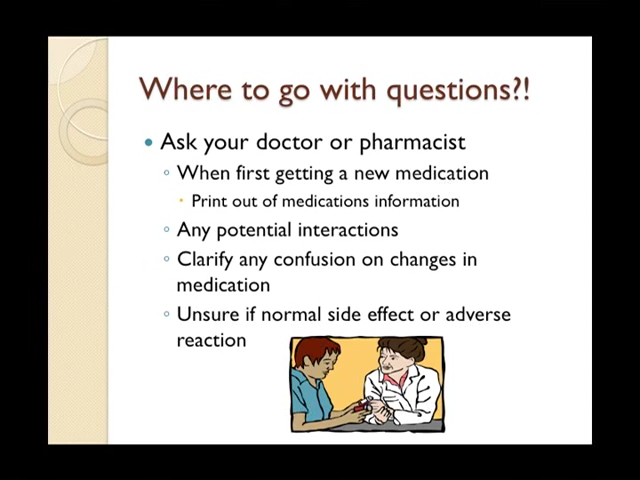 Where to go with questions?!
Ask your doctor or pharmacist
When first getting a new medication
Print out of medications information
Any potential interactions
Clarify any confusion on changes in
medication
Unsure if normal side effect or adverse
reaction